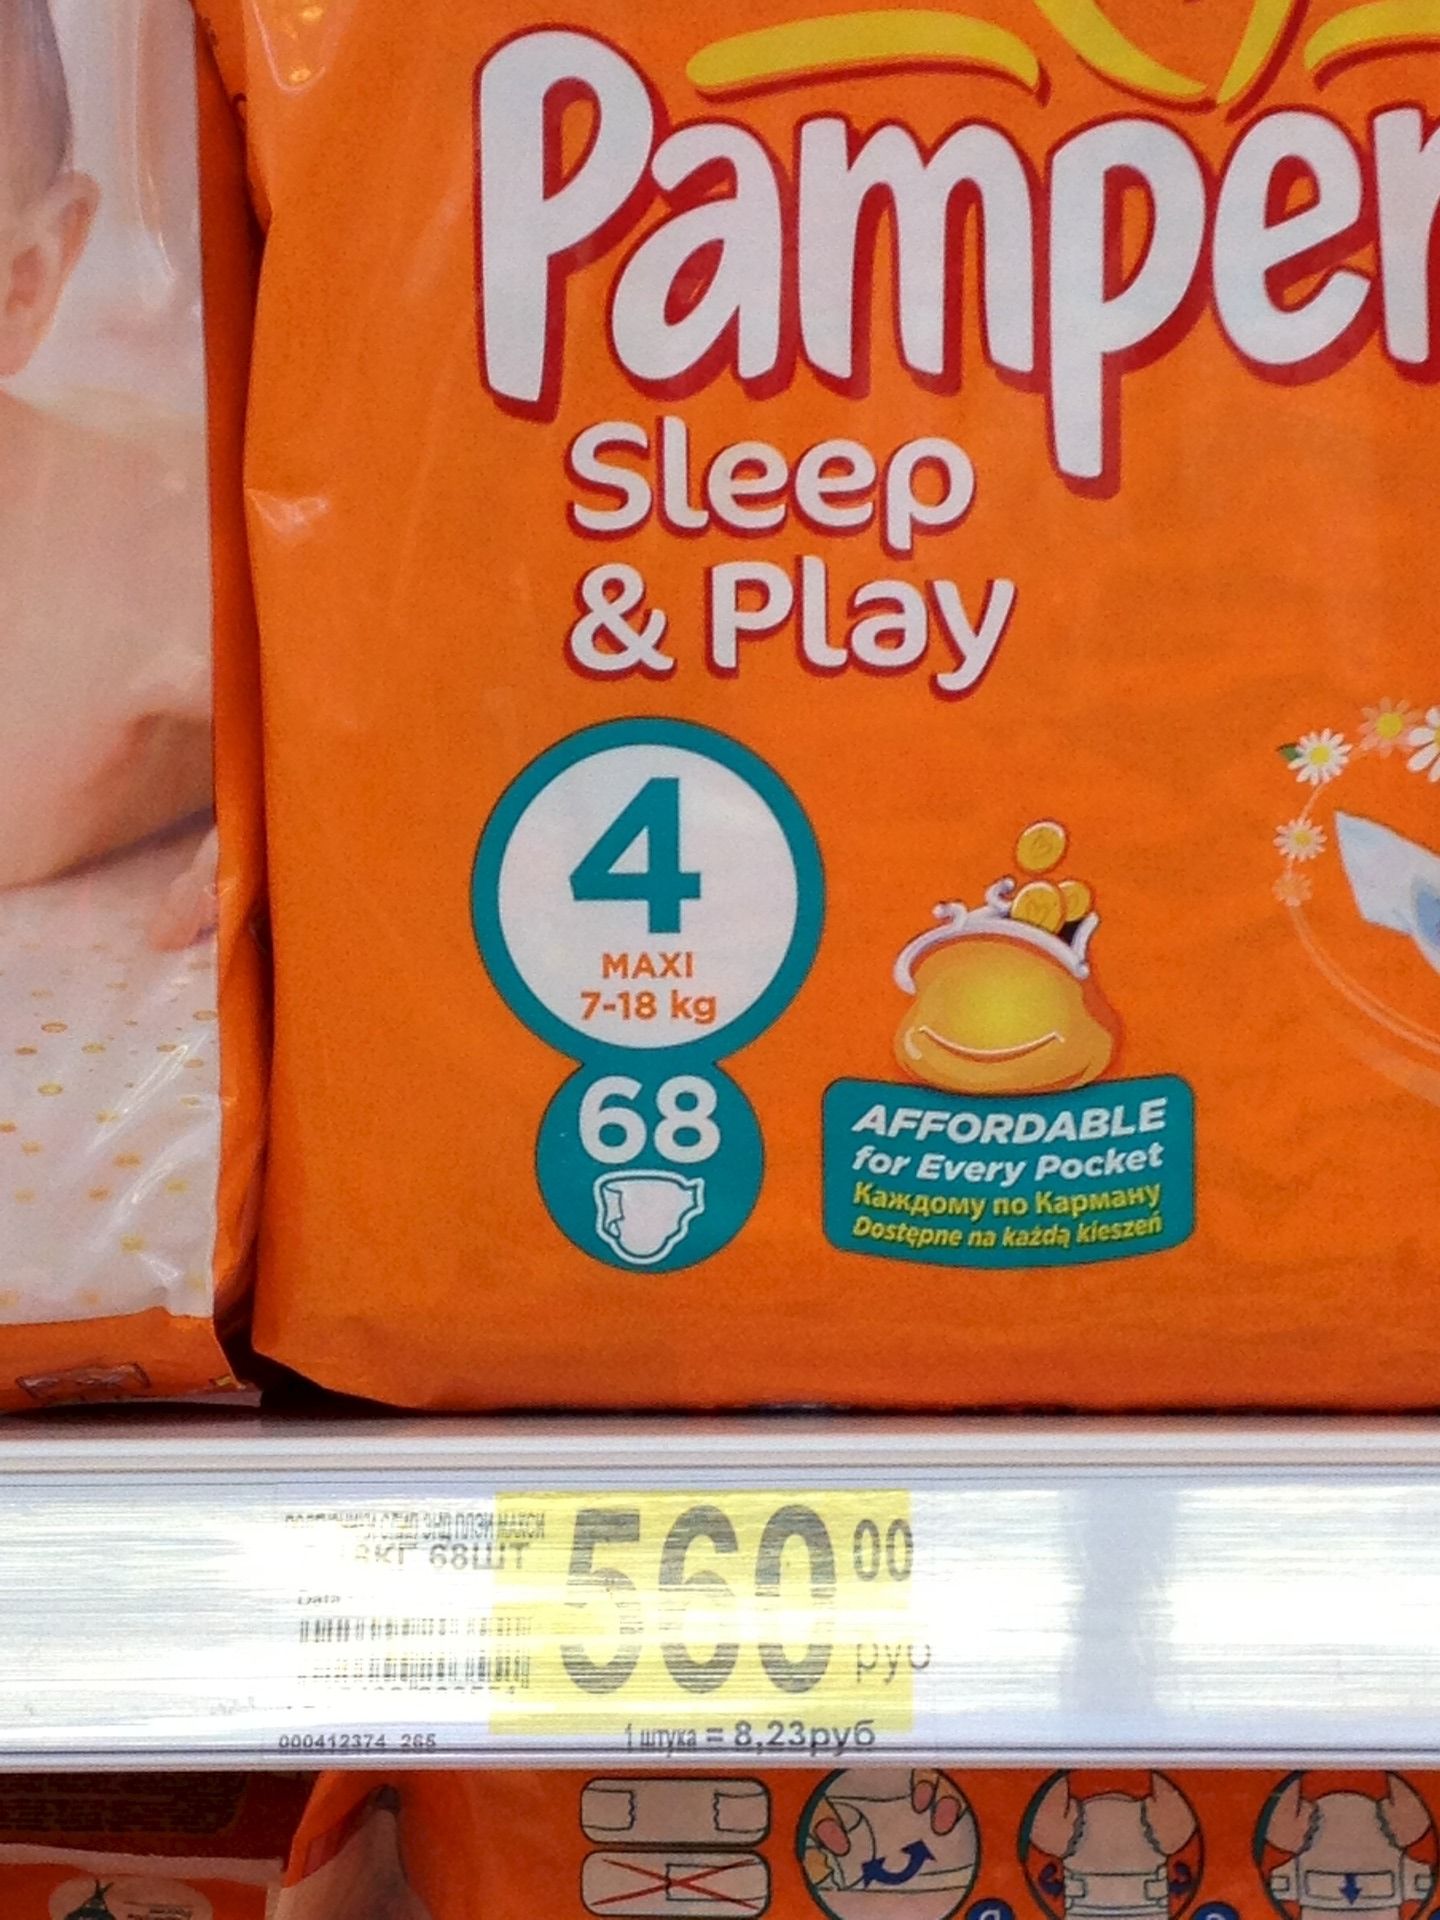 Pamper
Sleep
& Play
4
MAXI
7-18 kg
68
AFFORDABLE
for Every Pocket
Каждому по Карману
Dostępne na każdą kieszeń
560 00
68ШТ
руб
000412374 265
1 штука = 8,23руб